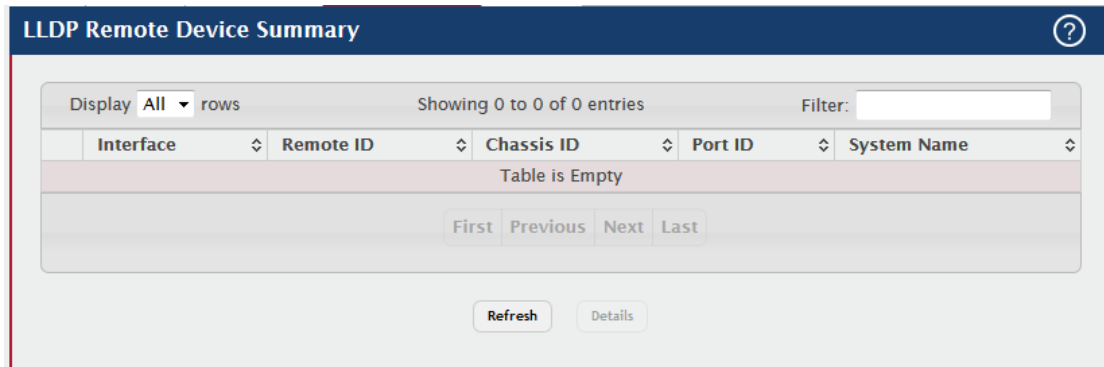 LLDP Remote Device Summary ?
Display All rows Showing 0 to 0 of 0 entries Filter:
Interface Remote ID Chassis ID Port ID System Name
Table is Empty
First Previous Next Last
Refresh Details